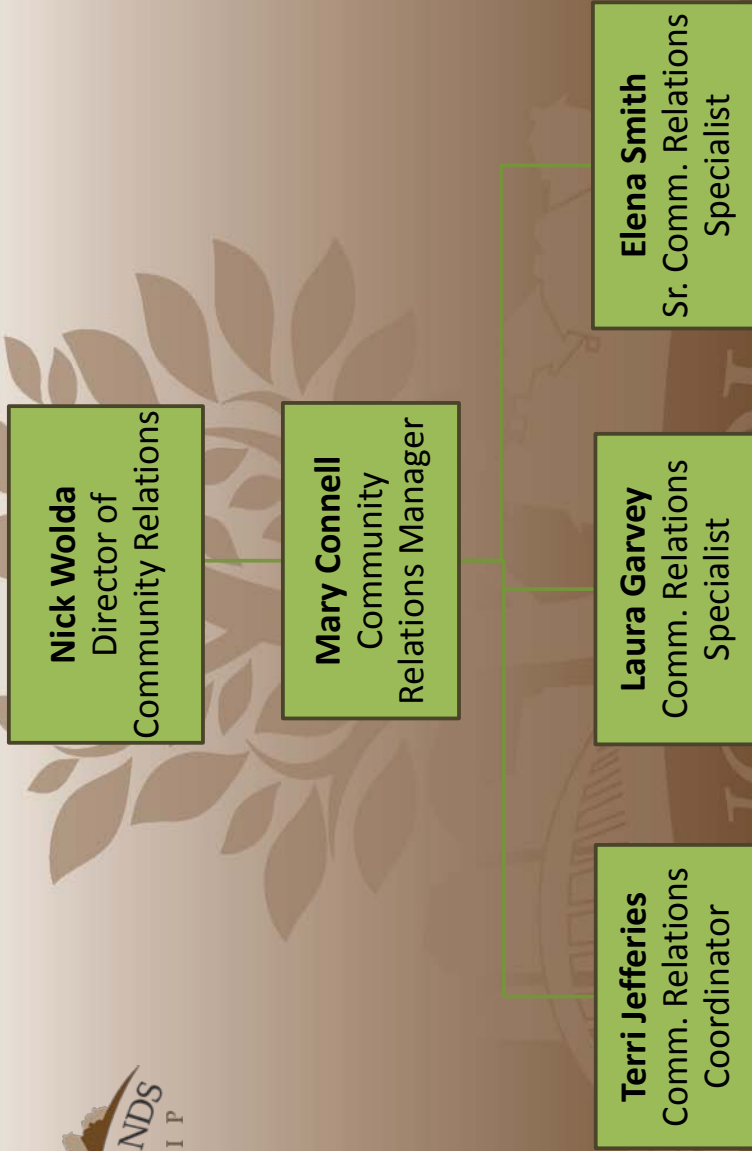 NDS
I P
Nick Wolda
Director of
Community Relations
Mary Connell
Community
Relations Manager
Terri Jefferies
Comm. Relations
Coordinator
Laura Garvey
Comm. Relations
Specialist
Elena Smith
Sr. Comm. Relations
Specialist